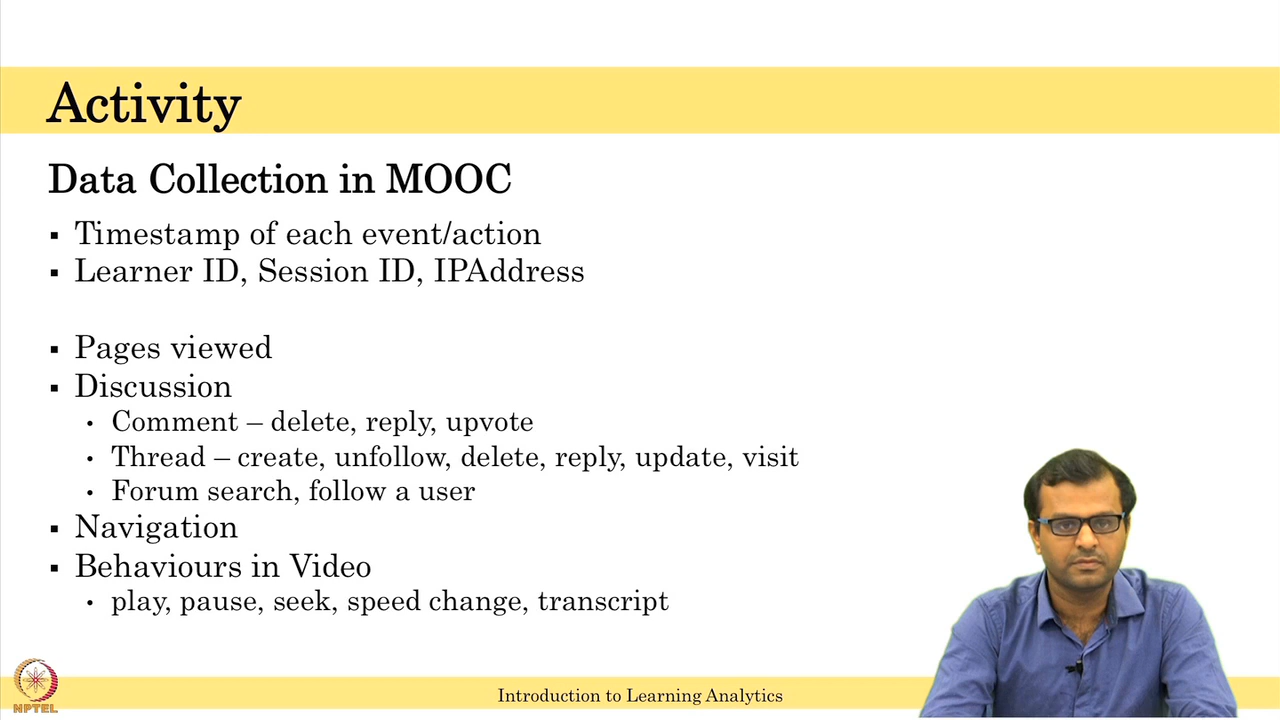 Activity
Data Collection in MOOC
▪ Timestamp of each event/action
▪ Learner ID, Session ID, IPAddress
▪ Pages viewed
▪ Discussion
• Comment – delete, reply, upvote
• Thread – create, unfollow, delete, reply, update, visit
• Forum search, follow a user
▪ Navigation
▪ Behaviours in Video
• play, pause, seek, speed change, transcript
NPTEL
Introduction to Learning Analytics